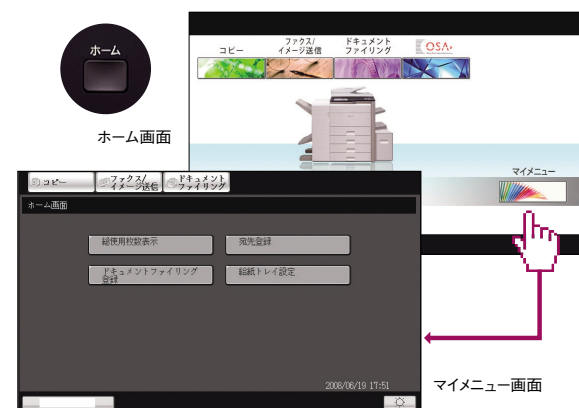 ホーム
ホーム画面
コピー
ファクス/
イメージ送信
ドキュメント
ファイリング
OSA
マイメニュー
コピー
ファクス/
イメージ送信
ドキュメント
ファイリング
ホーム画面
総使用枚数表示
宛先登録
ドキュメントファイリング
登録
給紙トレイ設定
2008/06/19 17:51
マイメニュー画面